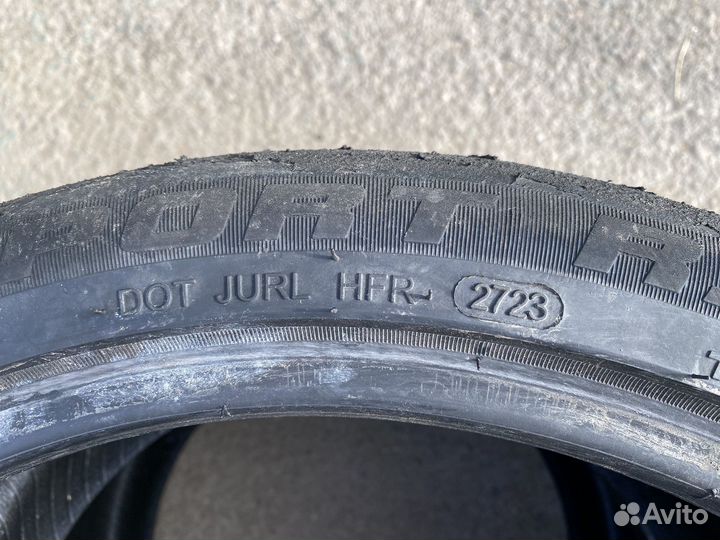 PORT R
DOT JURL HFR- 2723
Avito